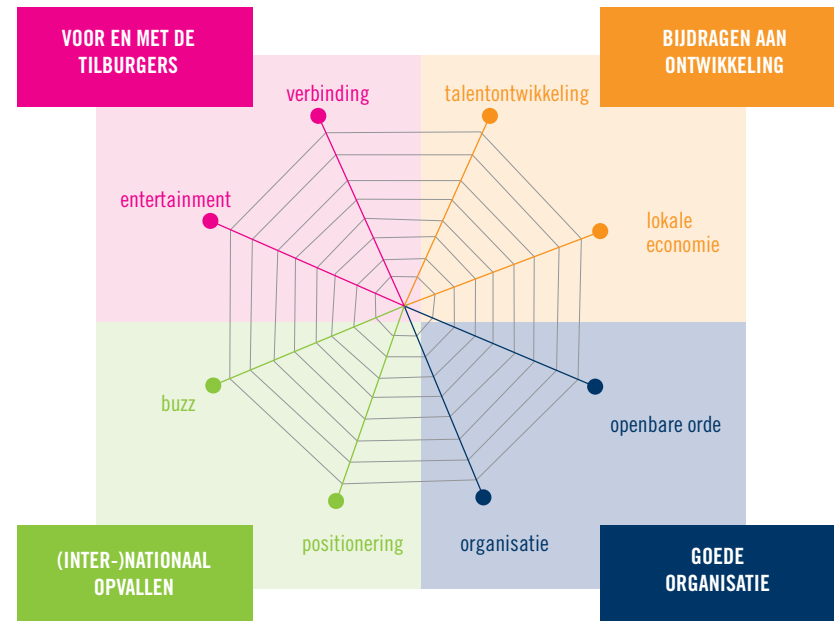 VOOR EN MET DE
TILBURGERS
BIJDRAGEN AAN
ONTWIKKELING
verbinding
talentontwikkeling
entertainment
lokale
economie
buzz
openbare orde
positionering
organisatie
(INTER-)NATIONAAL
OPVALLEN
GOEDE
ORGANISATIE